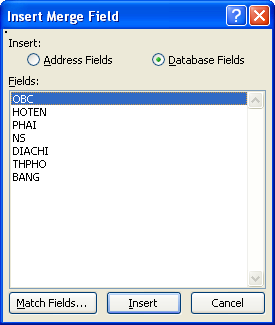 Insert Merge Field
Insert:
Address Fields Database Fields
Fields:
OBC
HOTEN
PHAI
NS
DIACHI
THPHO
BANG
Match Fields... Insert Cancel